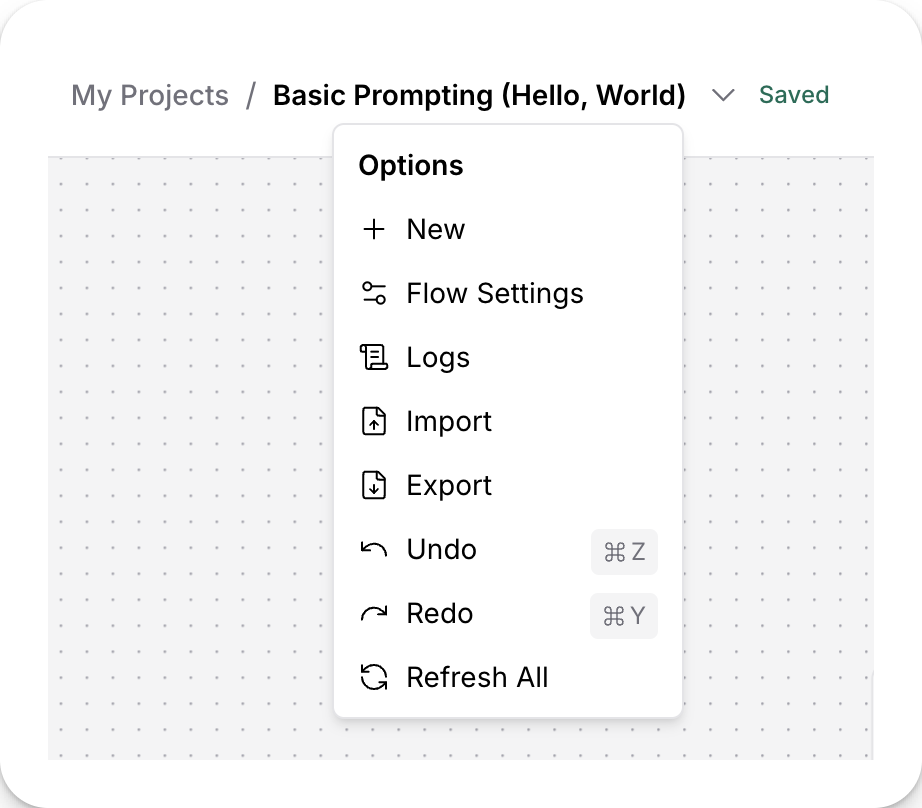 My Projects / Basic Prompting (Hello, World) Saved
Options
New
Flow Settings
Logs
Import
Export
Undo ⌘ Z
Redo ⌘ Y
Refresh All